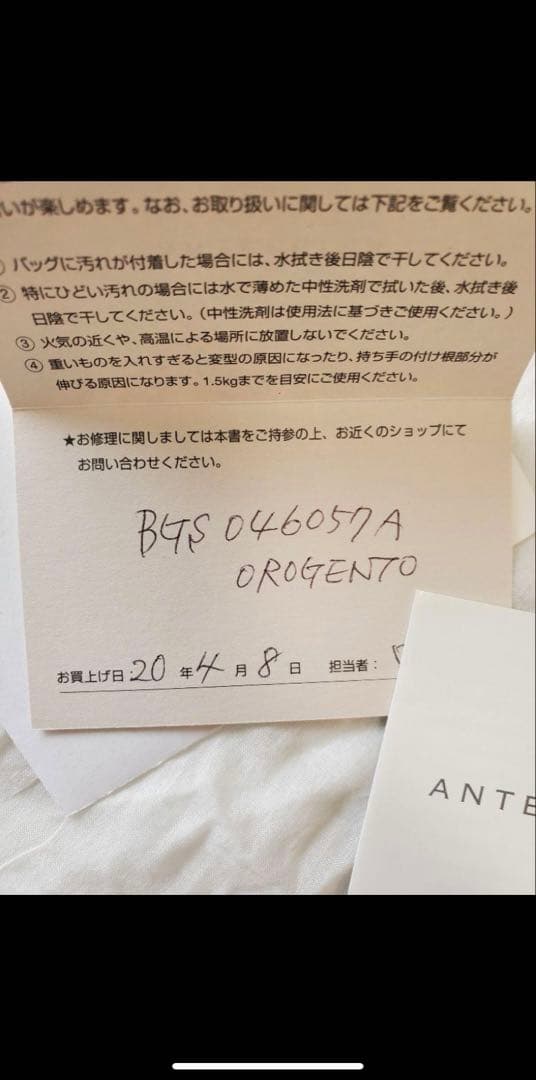 いが楽しめます。なお、お取り扱いに関しては下記をご覧ください。
① バッグに汚れが付着した場合には、水拭き後日陰で干してください。
② 特にひどい汚れの場合には水で薄めた中性洗剤で拭いた後、水拭き後
日陰で干してください。（中性洗剤は使用法に基づきご使用ください。）
③ 火気の近くや、高温による場所に放置しないでください。
④ 重いものを入れすぎると変型の原因になったり、持ち手の付け根部分が
伸びる原因になります。1.5kgまでを目安にご使用ください。
★お修理に関しましては本書をご持参の上、お近くのショップにて
お問い合わせください。
BGS 046057A
OROGENTO
お買上げ日:20 年 4 月 8 日 担当者:
ANTE